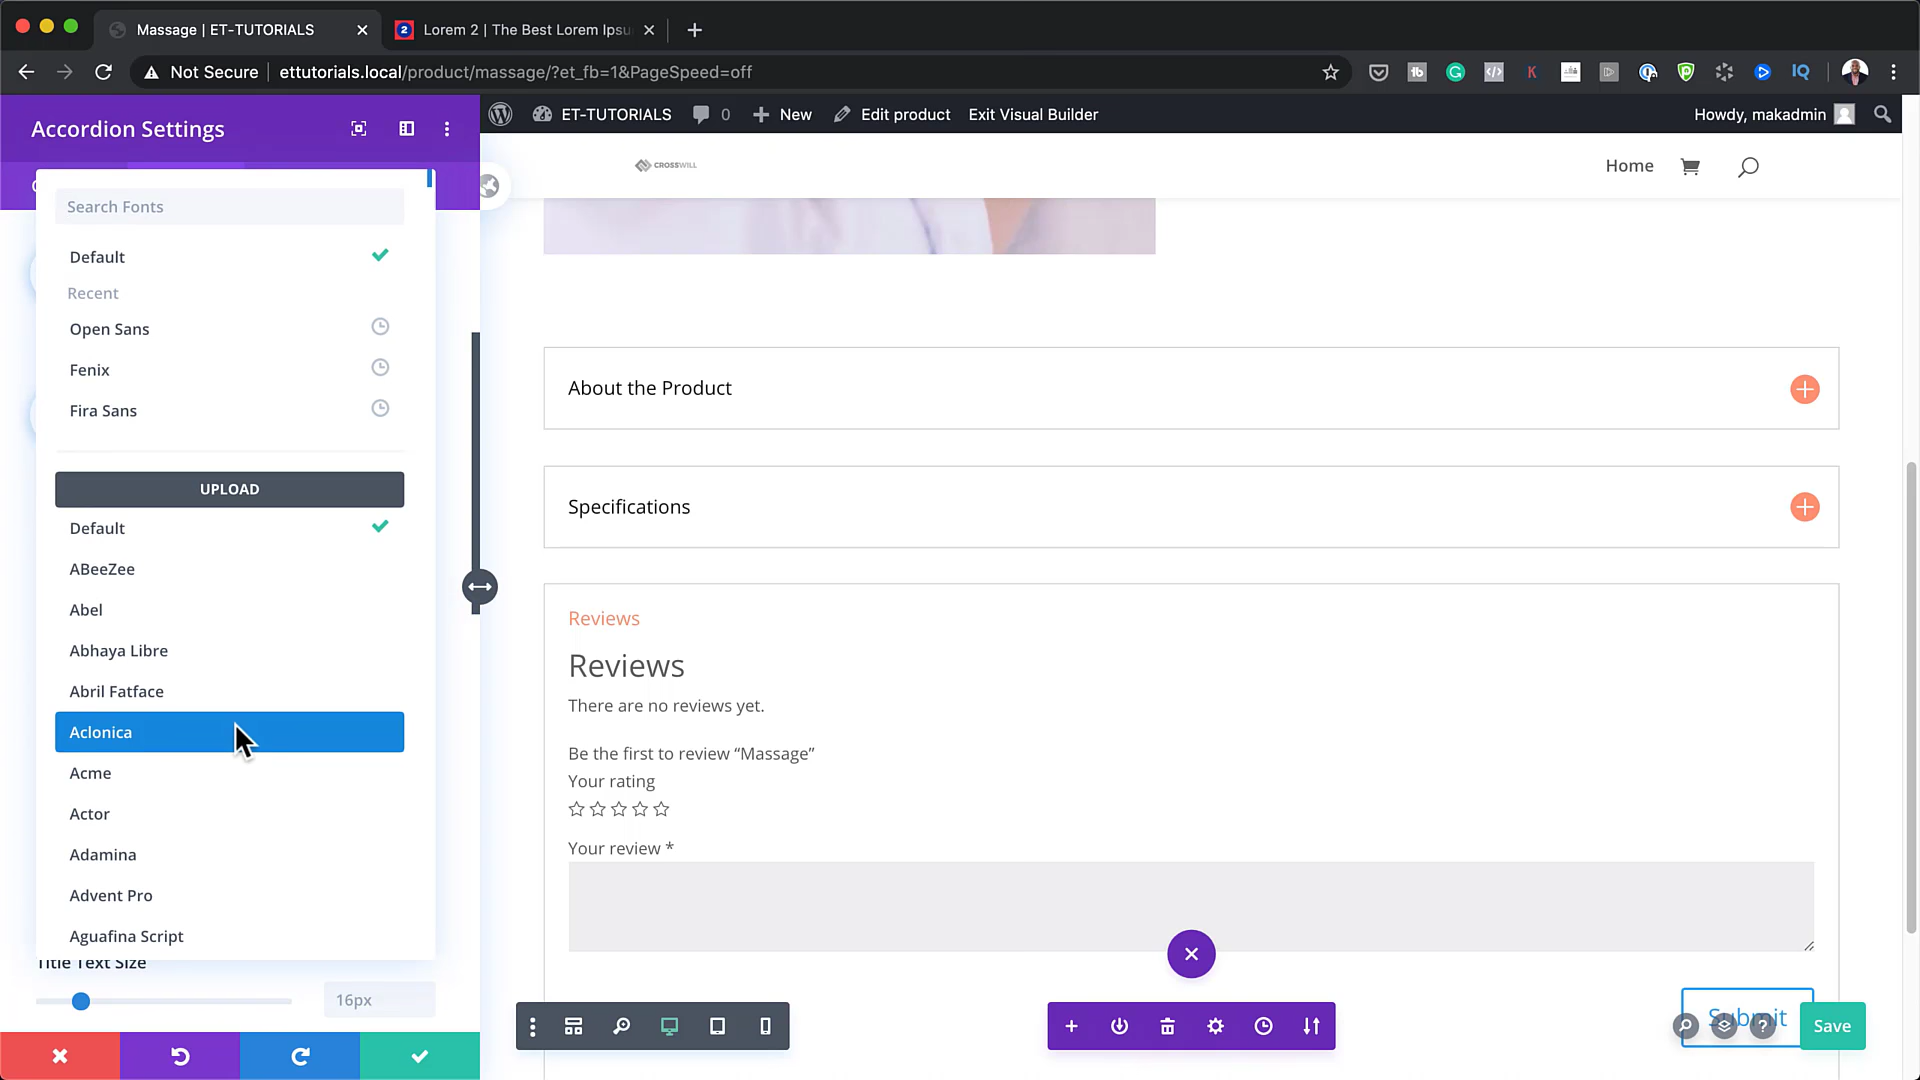 Massage | ET-TUTORIALS
Lorem 2 | The Best Lorem Ipsu
Not Secure
ettutorials.local/product/massage/?et_fb=1&PageSpeed=off
Accordion Settings
ET-TUTORIALS
0
New
Edit product
Exit Visual Builder
Howdy, makadmin
CROSSWILL
Home
Search Fonts
Default
Recent
Open Sans
Fenix
Fira Sans
UPLOAD
Default
ABeeZee
Abel
Abhaya Libre
Abril Fatface
Aclonica
Acme
Actor
Adamina
Advent Pro
Aguafina Script
Title Text Size
16px
About the Product
Specifications
Reviews
Reviews
There are no reviews yet.
Be the first to review “Massage”
Your rating
Your review *
Submit
Save